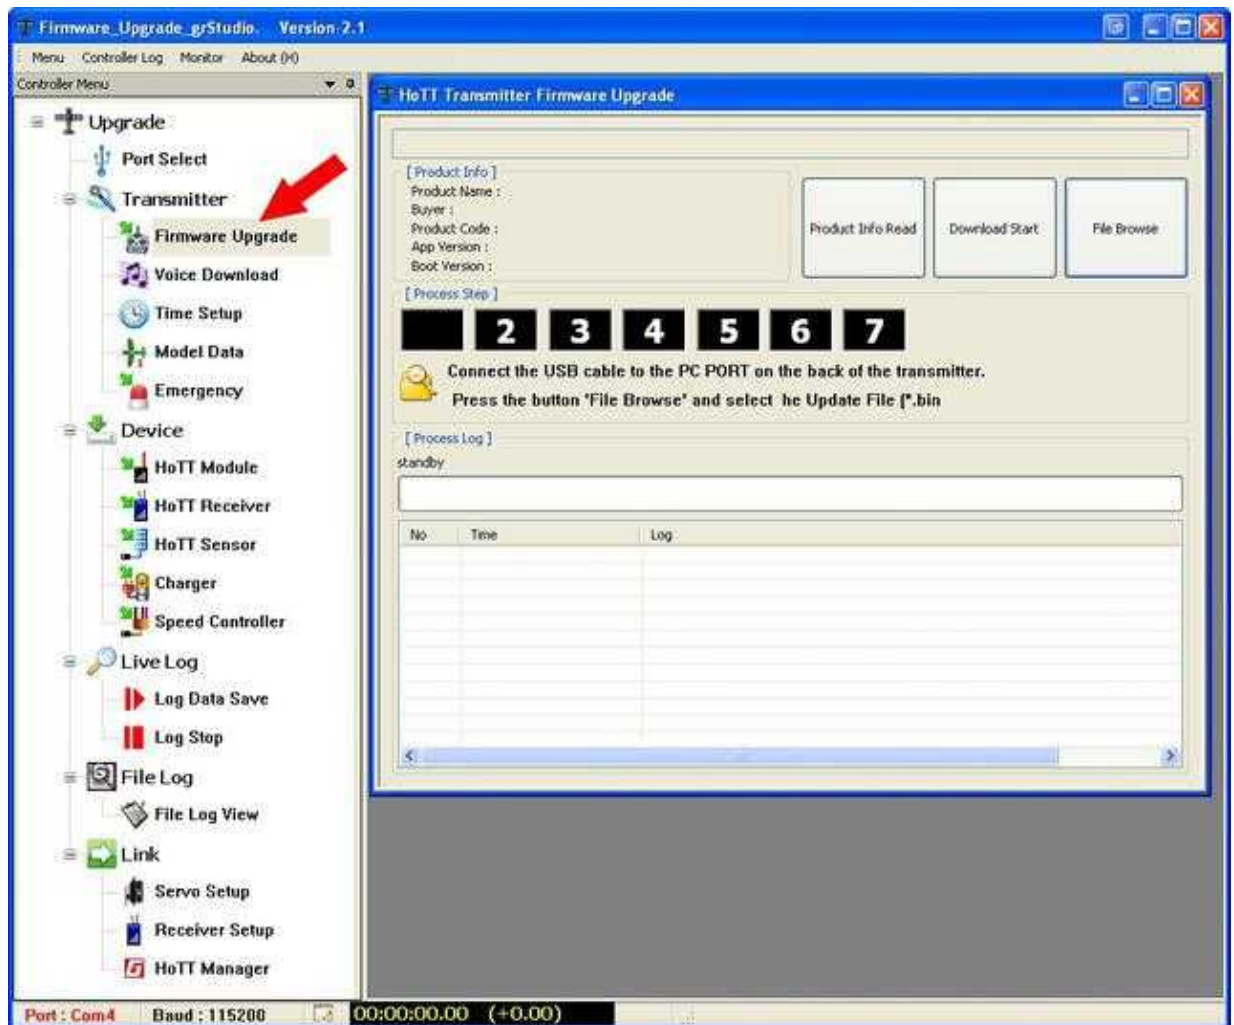 Firmware_Upgrade_grStudio. Version-2.1
Menu Controller Log Monitor About (H)
Controller Menu
Upgrade
Port Select
Transmitter
Firmware Upgrade
Voice Download
Time Setup
Model Data
Emergency
Device
HoTT Module
HoTT Receiver
HoTT Sensor
Charger
Speed Controller
Live Log
Log Data Save
Log Stop
File Log
File Log View
Link
Servo Setup
Receiver Setup
HoTT Manager
HoTT Transmitter Firmware Upgrade
[ Product Info ]
Product Name :
Buyer :
Product Code :
App Version :
Boot Version :
Product Info Read Download Start File Browse
[ Process Step ]
2 3 4 5 6 7
Connect the USB cable to the PC PORT on the back of the transmitter.
Press the button 'File Browse' and select he Update File (*.bin
[ Process Log ]
standby
No Time Log
Port : Com4 Baud : 115200 00:00:00.00 (+0.00)